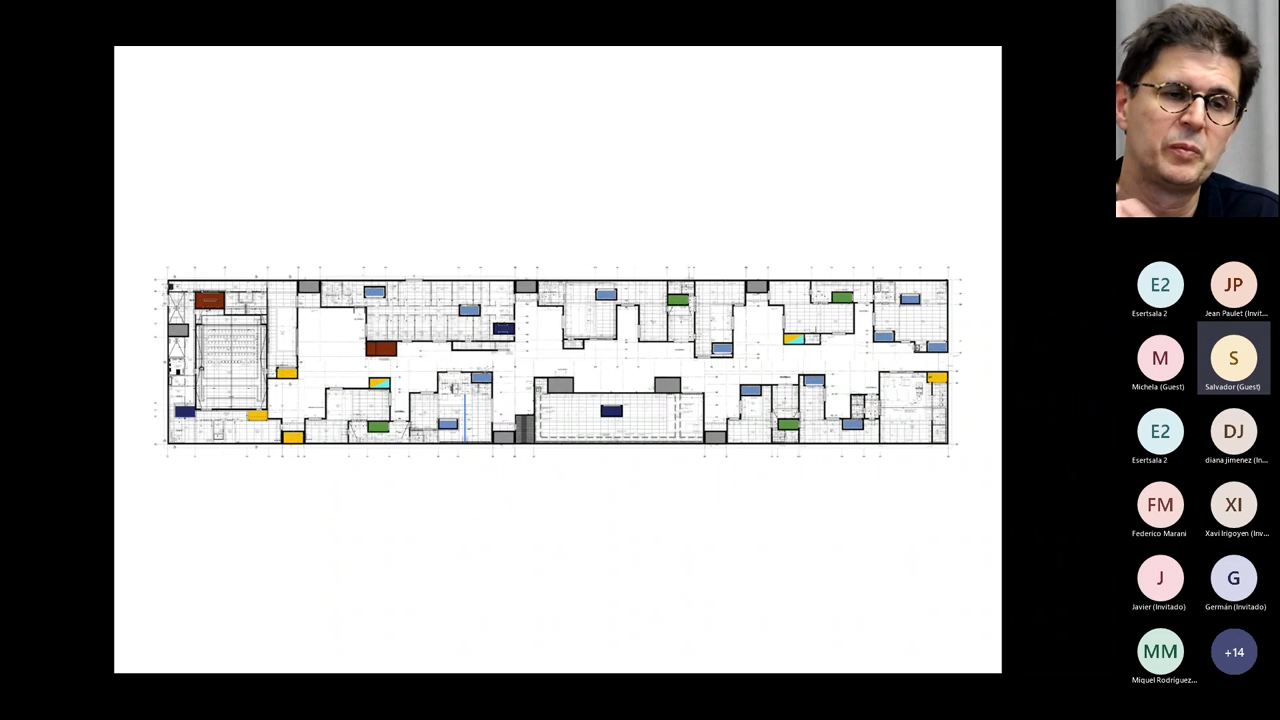 E2
JP
Esertsala 2
Jean Paulet (Invit...
M
S
Michela (Guest)
Salvador (Guest)
E2
DJ
Esertsala 2
diana jimenez (In...
FM
XI
Federico Marani
Xavi Irigoyen (Inv...
J
G
Javier (Invitado)
Germán (Invitado)
MM
+14
Miquel Rodríguez...